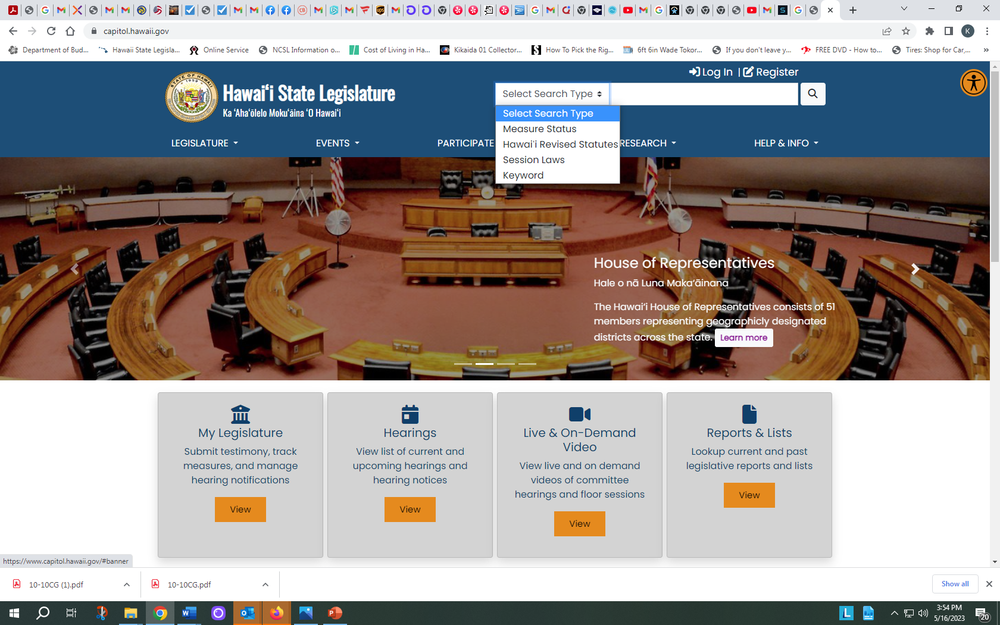 capitol.hawaii.gov
K
Department of Bud...
Hawaii State Legisla...
Online Service
NCSL Information o...
Cost of Living in Ha...
Kikaida 01 Collector...
How To Pick the Rig...
6ft 6in Wade Tokor...
If you don't leave y...
FREE DVD - How to...
Tires: Shop for Car,...
Log In | Register
Hawaiʻi State Legislature
Ka ʻAhaʻōlelo Mokuʻāina ʻO Hawaiʻi
Select Search Type
Select Search Type
Measure Status
Hawaiʻi Revised Statutes
Session Laws
Keyword
LEGISLATURE
EVENTS
PARTICIPATE
RESEARCH
HELP & INFO
House of Representatives
Hale o nā Luna Makaʻāinana
The Hawaiʻi House of Representatives consists of 51
members representing geographicly designated
districts across the state. Learn more
My Legislature
Submit testimony, track
measures, and manage
hearing notifications
View
Hearings
View list of current and
upcoming hearings and
hearing notices
View
Live & On-Demand
Video
View live and on demand
videos of committee
hearings and floor sessions
View
Reports & Lists
Lookup current and past
legislative reports and lists
View
https://www.capitol.hawaii.gov/#banner
10-10CG (1).pdf
10-10CG.pdf
Show all
3:54 PM
5/16/2023
20